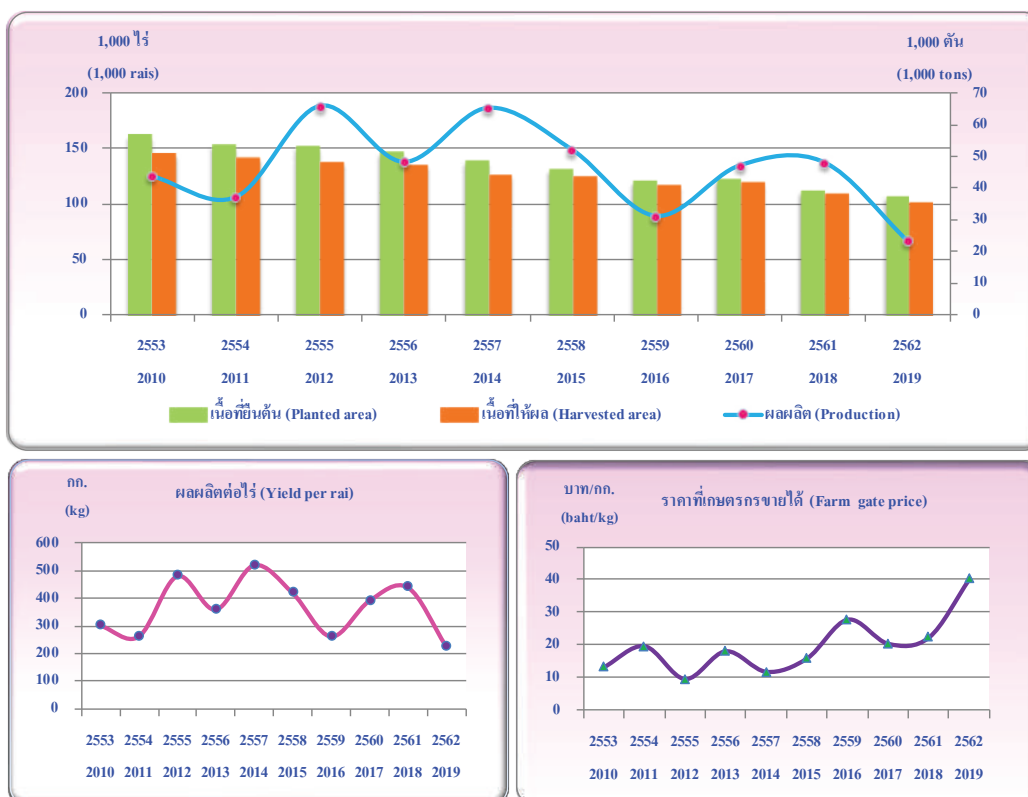 1,000 ไร่ 1,000 ตัน
(1,000 rais) (1,000 tons)
200 70
60
150 50
40
100 30
50 20
10
0 0
2553 2554 2555 2556 2557 2558 2559 2560 2561 2562
2010 2011 2012 2013 2014 2015 2016 2017 2018 2019
เนื้อที่ยืนต้น (Planted area) เนื้อที่ให้ผล (Harvested area) ผลผลิต (Production)
กก. ผลผลิตต่อไร่ (Yield per rai)
(kg)
600
500
400
300
200
100
0
2553 2554 2555 2556 2557 2558 2559 2560 2561 2562
2010 2011 2012 2013 2014 2015 2016 2017 2018 2019
บาท/กก. ราคาที่เกษตรกรขายได้ (Farm gate price)
(baht/kg)
50
40
30
20
10
0
2553 2554 2555 2556 2557 2558 2559 2560 2561 2562
2010 2011 2012 2013 2014 2015 2016 2017 2018 2019